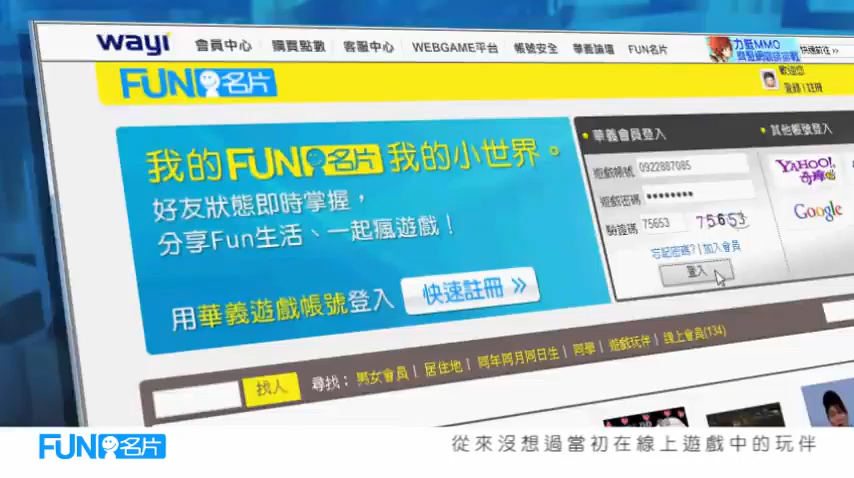 wayi 會員中心 購買點數 客服中心 WEBGAME平台 帳號安全 華義論壇 FUN名片
力挺MMO
快速前往 >>
FUN名片
歡迎您
登錄 | 註冊
我的FUN名片我的小世界。
好友狀態即時掌握，
分享Fun生活、一起瘋遊戲！
用華義遊戲帳號登入 快速註冊 >>
華義會員登入 其他帳號登入
遊戲帳號 0922887085
遊戲密碼 ●●●●●●●●
驗證碼 75653 75653
忘記密碼? | 加入會員
登入
YAHOO!
奇摩
Google
找人 尋找： 男女會員 | 居住地 | 同年同月同日生 | 同學 | 遊戲玩伴 | 線上會員(134)
FUN名片
從來沒想過當初在線上遊戲中的玩伴